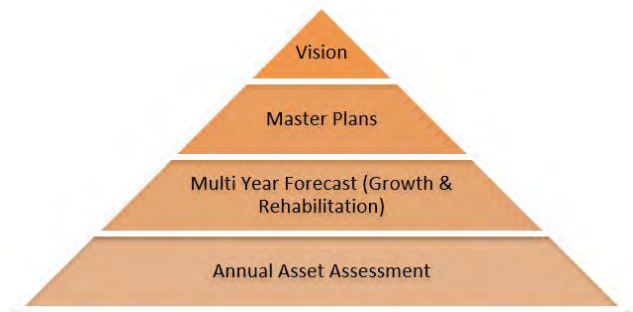 Vision
Master Plans
Multi Year Forecast (Growth &
Rehabilitation)
Annual Asset Assessment